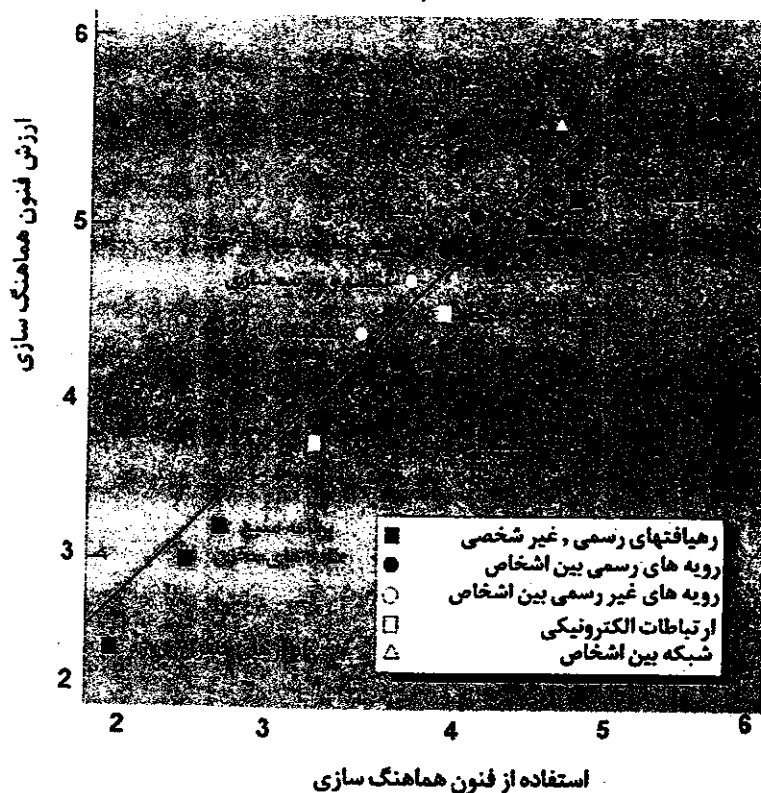 6
ارزش فنون هماهنگ سازی
5
4
3
2
رهیافتهای رسمی , غیر شخصی
رویه های رسمی بین اشخاص
رویه های غیر رسمی بین اشخاص
ارتباطات الکترونیکی
شبکه بین اشخاص
2 3 4 5 6
استفاده از فنون هماهنگ سازی